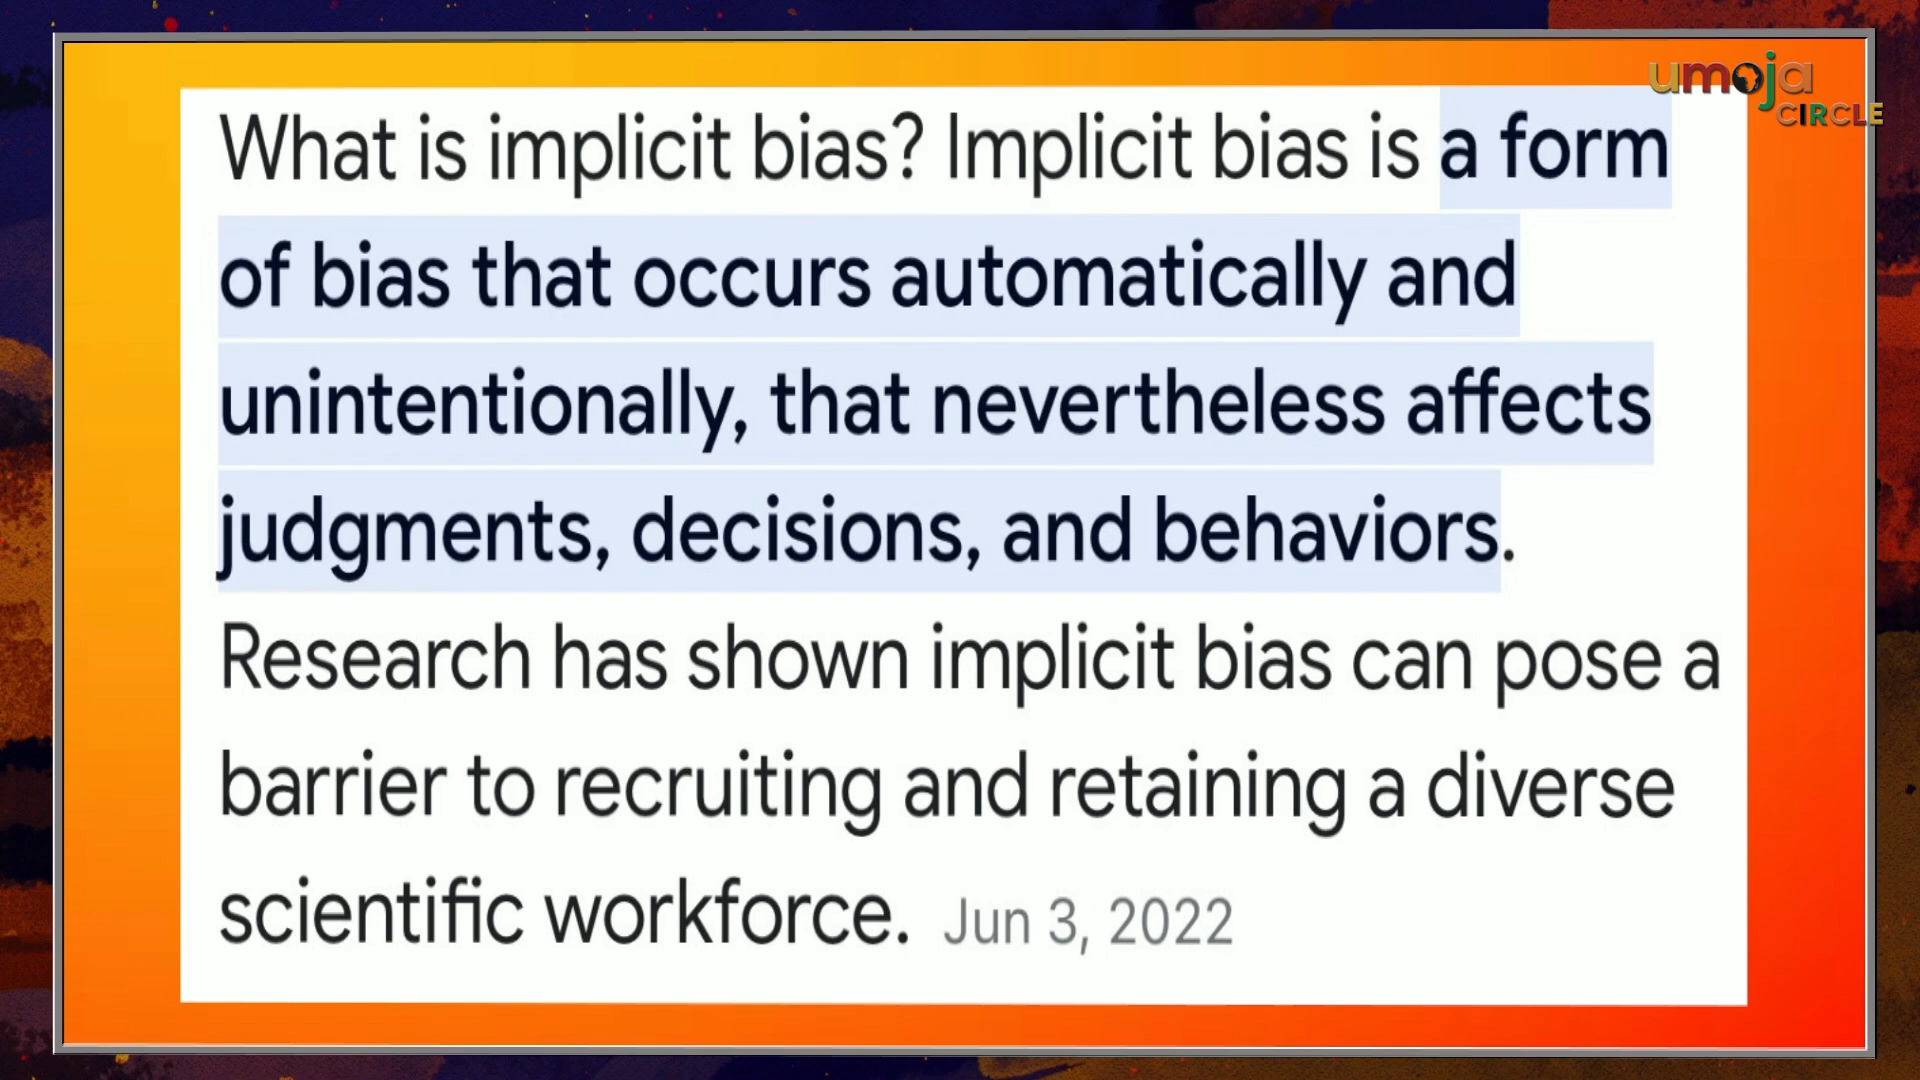 umoja
CIRCLE
What is implicit bias? Implicit bias is a form
of bias that occurs automatically and
unintentionally, that nevertheless affects
judgments, decisions, and behaviors.
Research has shown implicit bias can pose a
barrier to recruiting and retaining a diverse
scientific workforce. Jun 3, 2022